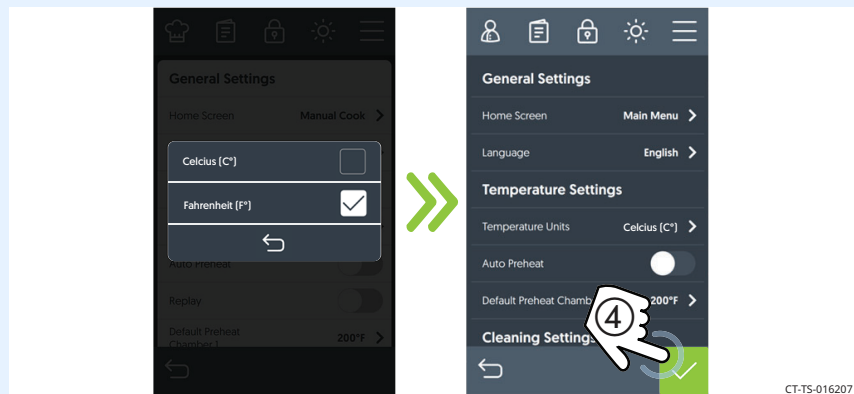 General Settings
Home Screen Manual Cook
Celcius (C°)
Fahrenheit (F°)
Auto Preheat
Replay
Default Preheat
Chamber 1 200°F
General Settings
Home Screen Main Menu
Language English
Temperature Settings
Temperature Units Celcius (C°)
Auto Preheat
Default Preheat Chamb 200°F
Cleaning Settings
4
CT-TS-016207